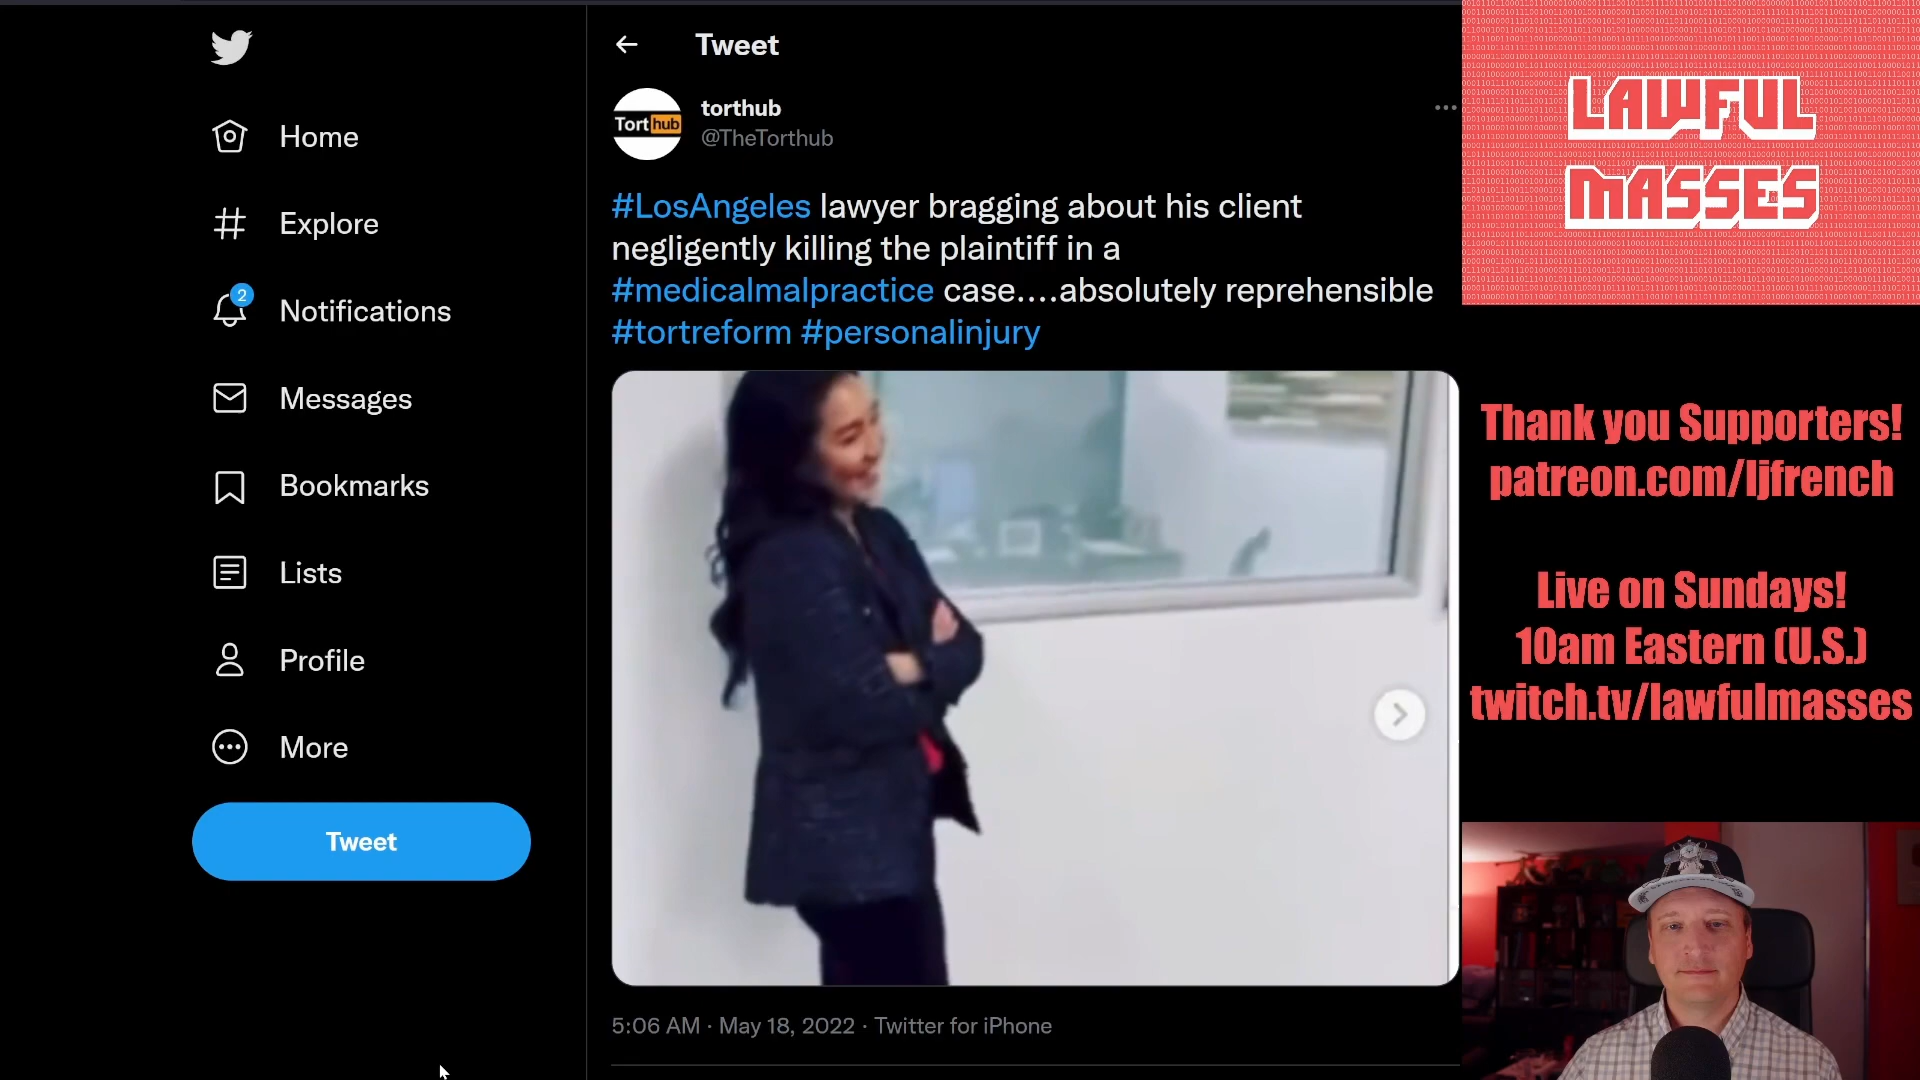 Tweet
Tort hub
torthub
@TheTorthub
#LosAngeles lawyer bragging about his client
negligently killing the plaintiff in a
#medicalmalpractice case....absolutely reprehensible
#tortreform #personalinjury
5:06 AM · May 18, 2022 · Twitter for iPhone
Home
Explore
2
Notifications
Messages
Bookmarks
Lists
Profile
More
Tweet
LAWFUL
MASSES
Thank you Supporters!
patreon.com/ljfrench
Live on Sundays!
10am Eastern (U.S.)
twitch.tv/lawfulmasses